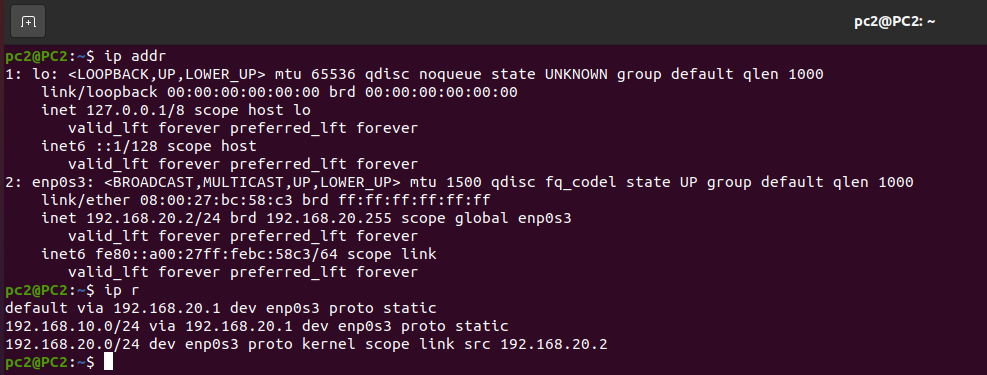 pc2@PC2: ~
pc2@PC2:~$ ip addr
1: lo: <LOOPBACK,UP,LOWER_UP> mtu 65536 qdisc noqueue state UNKNOWN group default qlen 1000
    link/loopback 00:00:00:00:00:00 brd 00:00:00:00:00:00
    inet 127.0.0.1/8 scope host lo
       valid_lft forever preferred_lft forever
    inet6 ::1/128 scope host
       valid_lft forever preferred_lft forever
2: enp0s3: <BROADCAST,MULTICAST,UP,LOWER_UP> mtu 1500 qdisc fq_codel state UP group default qlen 1000
    link/ether 08:00:27:bc:58:c3 brd ff:ff:ff:ff:ff:ff
    inet 192.168.20.2/24 brd 192.168.20.255 scope global enp0s3
       valid_lft forever preferred_lft forever
    inet6 fe80::a00:27ff:febc:58c3/64 scope link
       valid_lft forever preferred_lft forever
pc2@PC2:~$ ip r
default via 192.168.20.1 dev enp0s3 proto static
192.168.10.0/24 via 192.168.20.1 dev enp0s3 proto static
192.168.20.0/24 dev enp0s3 proto kernel scope link src 192.168.20.2
pc2@PC2:~$